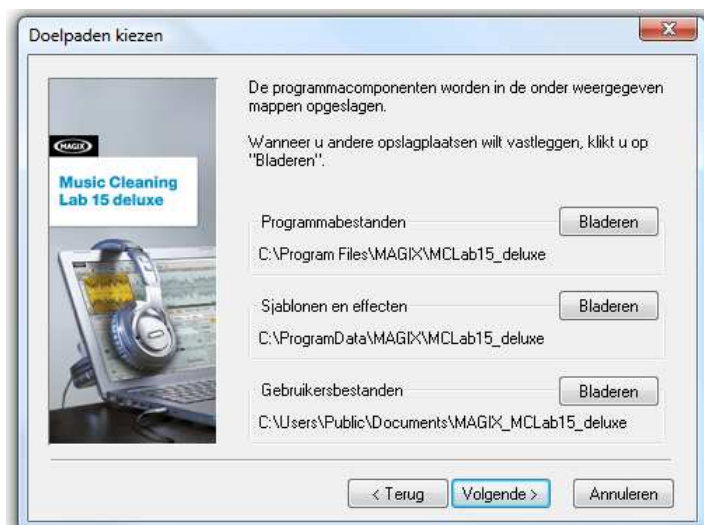 Doelpaden kiezen
MAGIX
Music Cleaning
Lab 15 deluxe
De programmacomponenten worden in de onder weergegeven
mappen opgeslagen.
Wanneer u andere opslagplaatsen wilt vastleggen, klikt u op
"Bladeren".
Programmabestanden
Bladeren
C:\Program Files\MAGIX\MCLab15_deluxe
Sjablonen en effecten
Bladeren
C:\ProgramData\MAGIX\MCLab15_deluxe
Gebruikersbestanden
Bladeren
C:\Users\Public\Documents\MAGIX_MCLab15_deluxe
< Terug
Volgende >
Annuleren